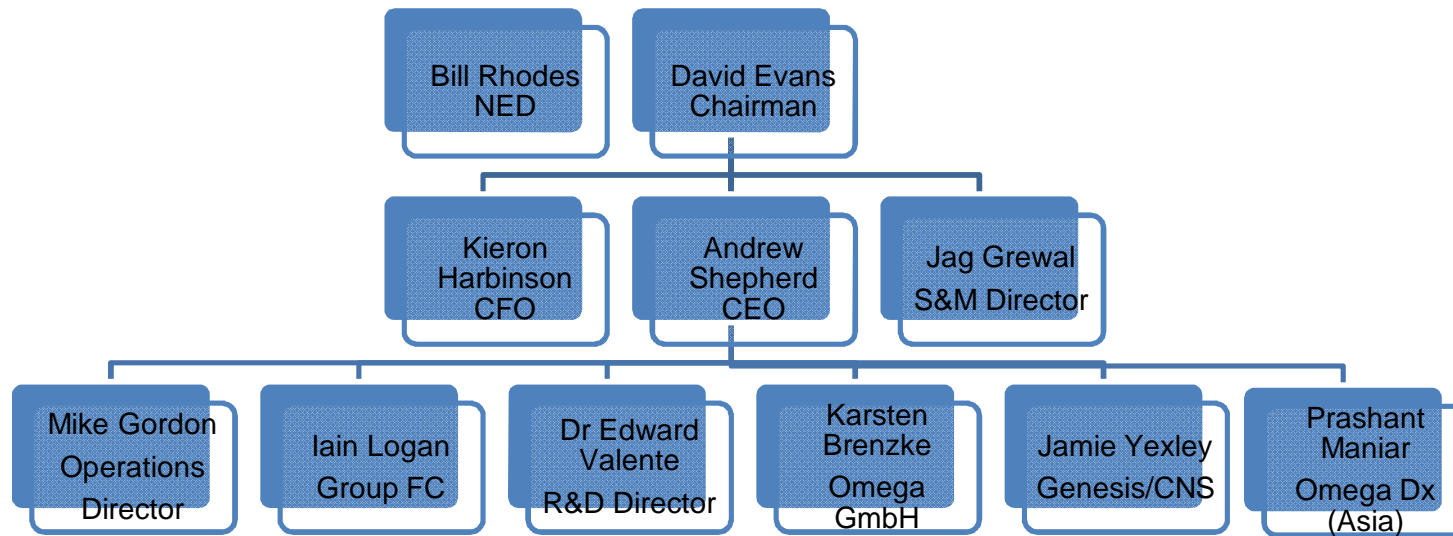 Bill Rhodes
NED
David Evans
Chairman
Kieron
Harbinson
CFO
Andrew
Shepherd
CEO
Jag Grewal
S&M Director
Mike Gordon
Operations
Director
Iain Logan
Group FC
Dr Edward
Valente
R&D Director
Karsten
Brenzke
Omega
GmbH
Jamie Yexley
Genesis/CNS
Prashant
Maniar
Omega Dx
(Asia)